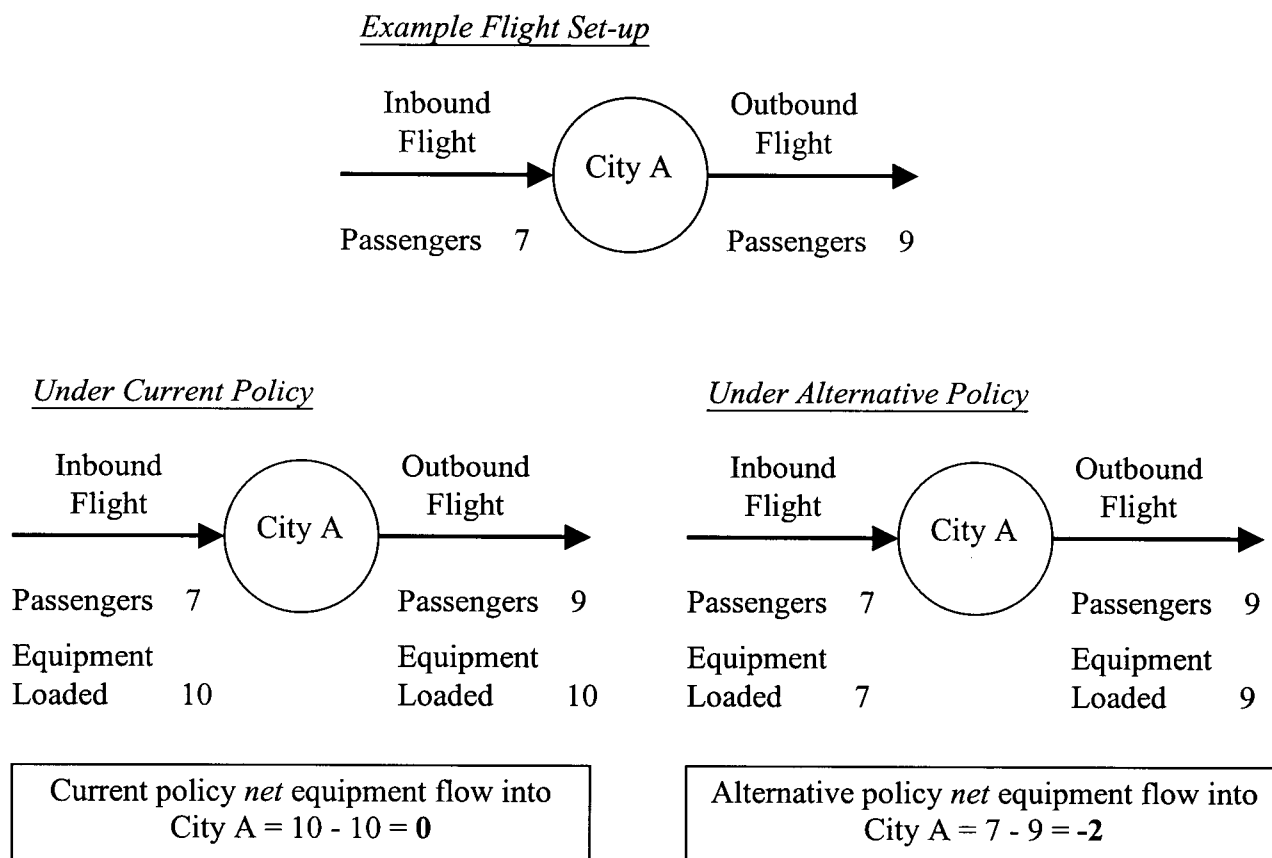 Example Flight Set-up
Inbound
Flight
City A
Outbound
Flight
Passengers 7
Passengers 9
Under Current Policy
Inbound
Flight
City A
Outbound
Flight
Passengers 7
Passengers 9
Equipment
Loaded 10
Equipment
Loaded 10
Current policy net equipment flow into
City A = 10 - 10 = 0
Under Alternative Policy
Inbound
Flight
City A
Outbound
Flight
Passengers 7
Passengers 9
Equipment
Loaded 7
Equipment
Loaded 9
Alternative policy net equipment flow into
City A = 7 - 9 = -2